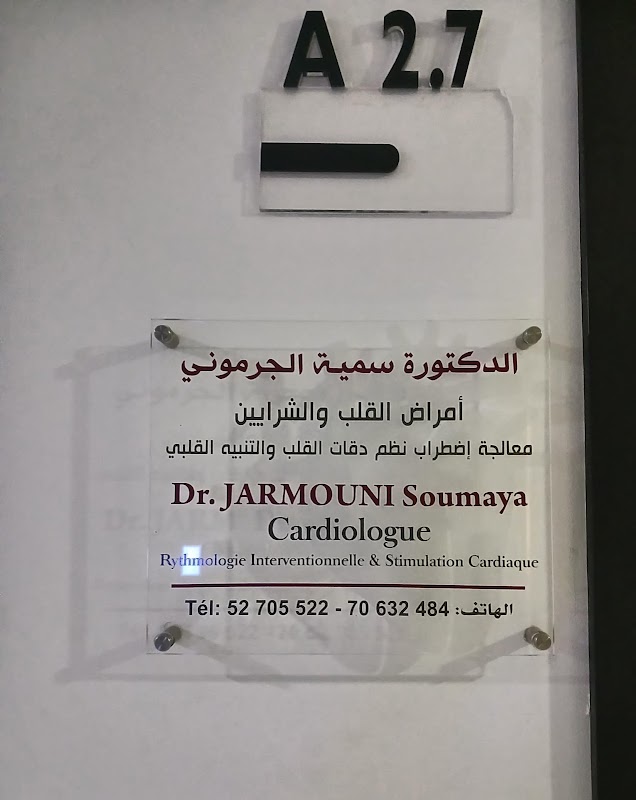 A 2.7
الدكتورة سمية الجرموني
أمراض القلب والشرايين
معالجة إضطراب نظم دقات القلب والتنبيه القلبي
Dr. JARMOUNI Soumaya
Cardiologue
Rythmologie Interventionnelle & Stimulation Cardiaque
Tél: 52 705 522 - 70 632 484 :الهاتف